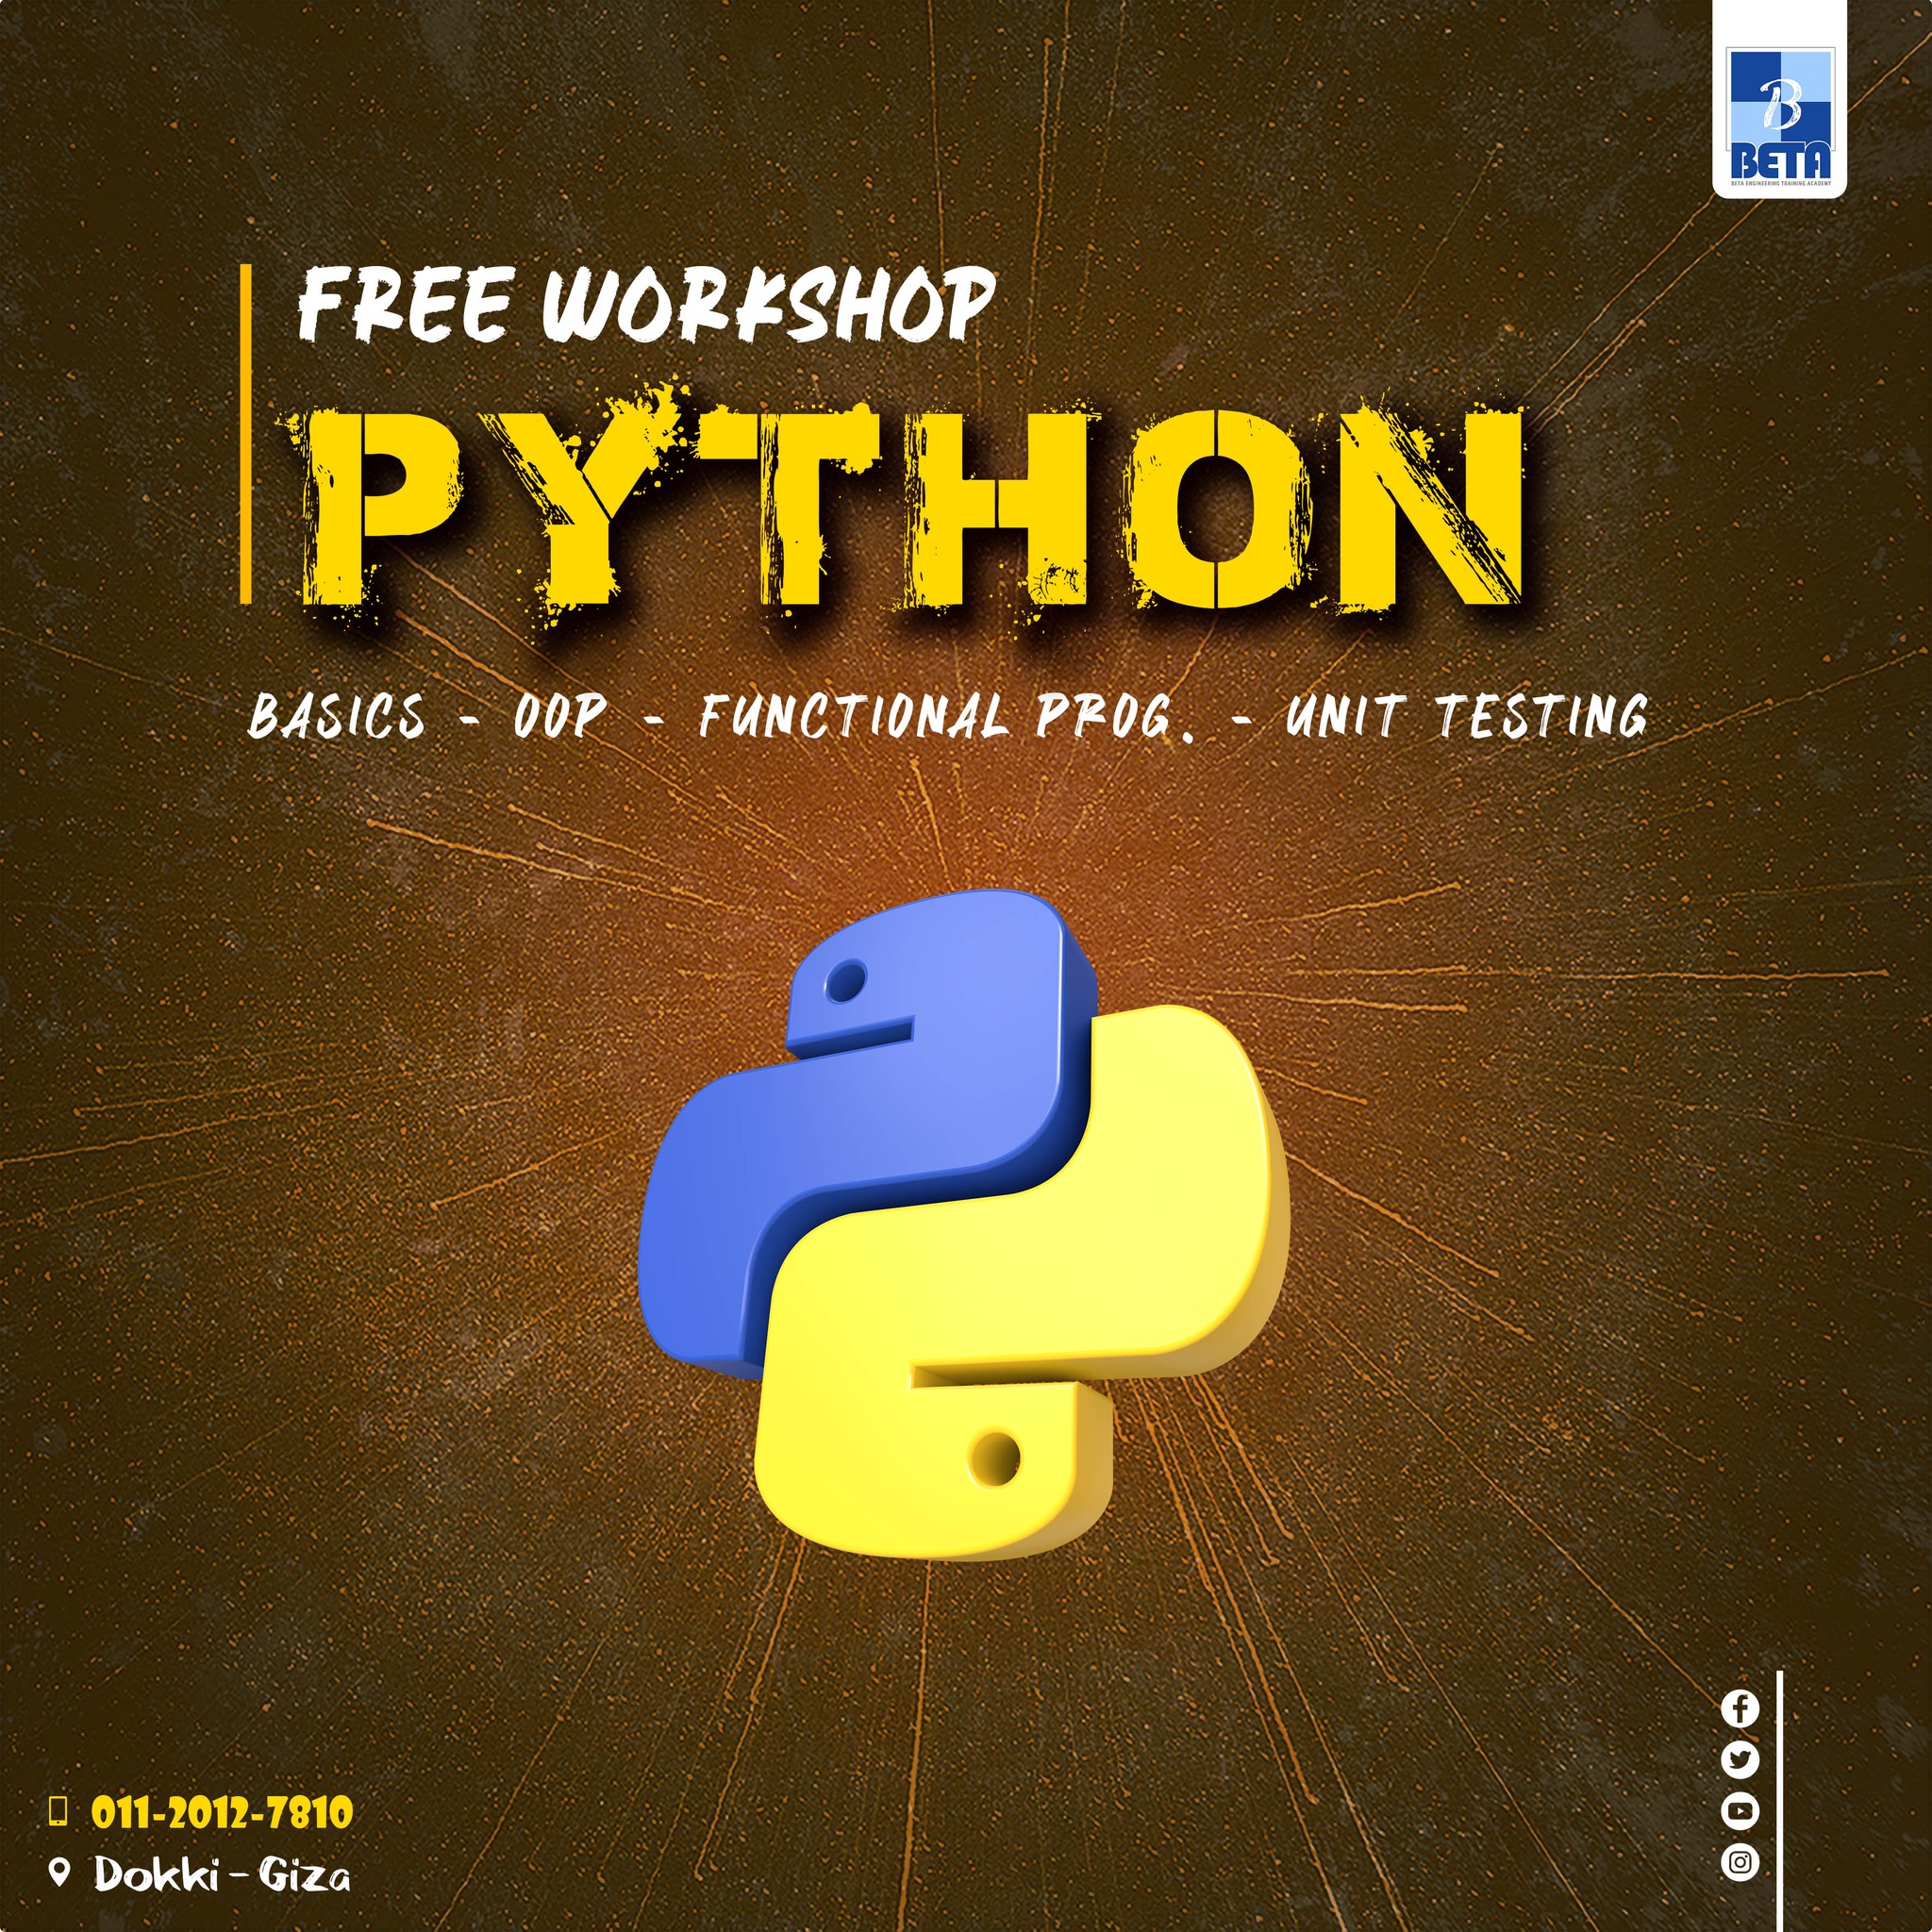 B
BETA
BETA ENGINEERING TRAINING ACADEMY
FREE WORKSHOP
PYTHON
BASICS - OOP - FUNCTIONAL PROG. - UNIT TESTING
011-2012-7810
Dokki - Giza